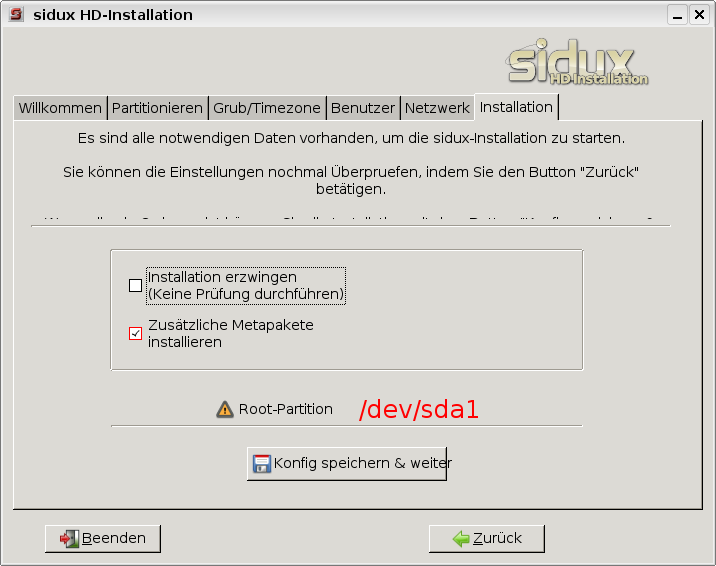 sidux HD-Installation
sidux
HD-Installation
Willkommen Partitionieren Grub/Timezone Benutzer Netzwerk Installation
Es sind alle notwendigen Daten vorhanden, um die sidux-Installation zu starten.
Sie können die Einstellungen nochmal Überpruefen, indem Sie den Button "Zurück"
betätigen.
Installation erzwingen
(Keine Prüfung durchführen)
Zusätzliche Metapakete
installieren
Root-Partition /dev/sda1
Konfig speichern & weiter
Beenden Zurück